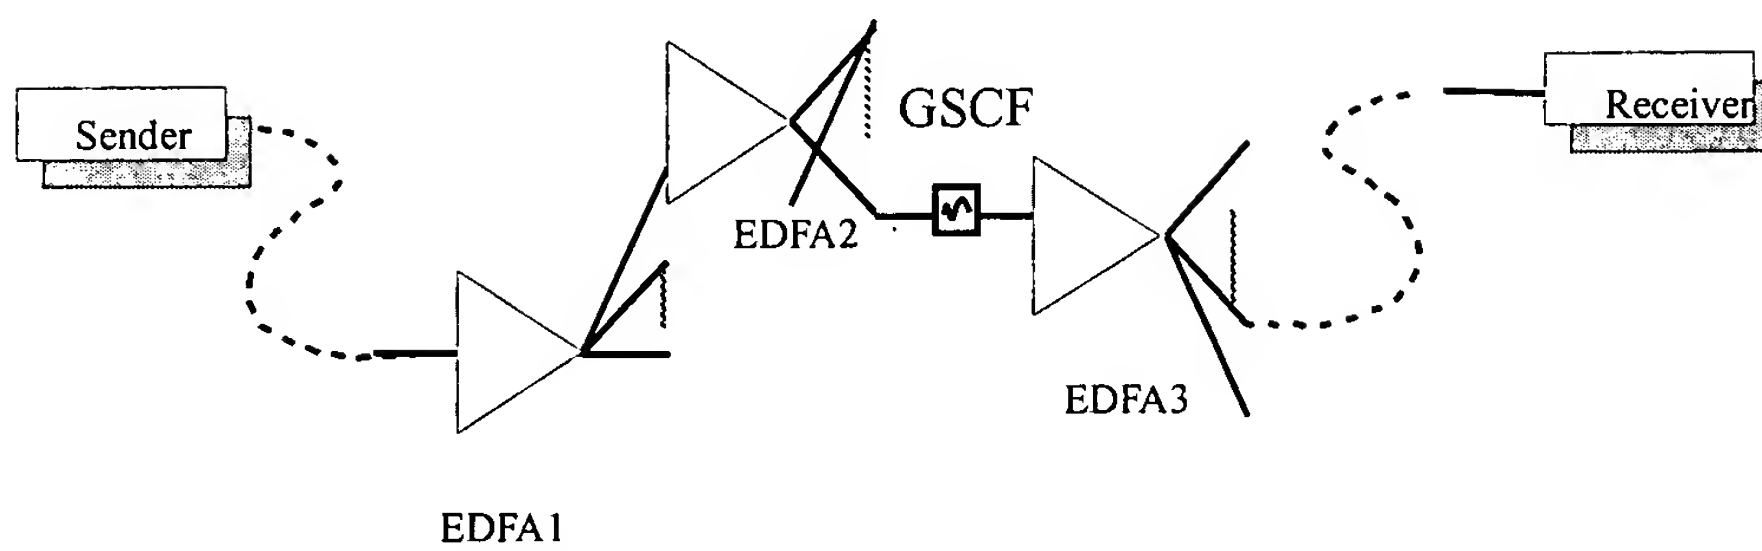 Sender
GSCF
Receiver
EDFA2
EDFA3
EDFA1